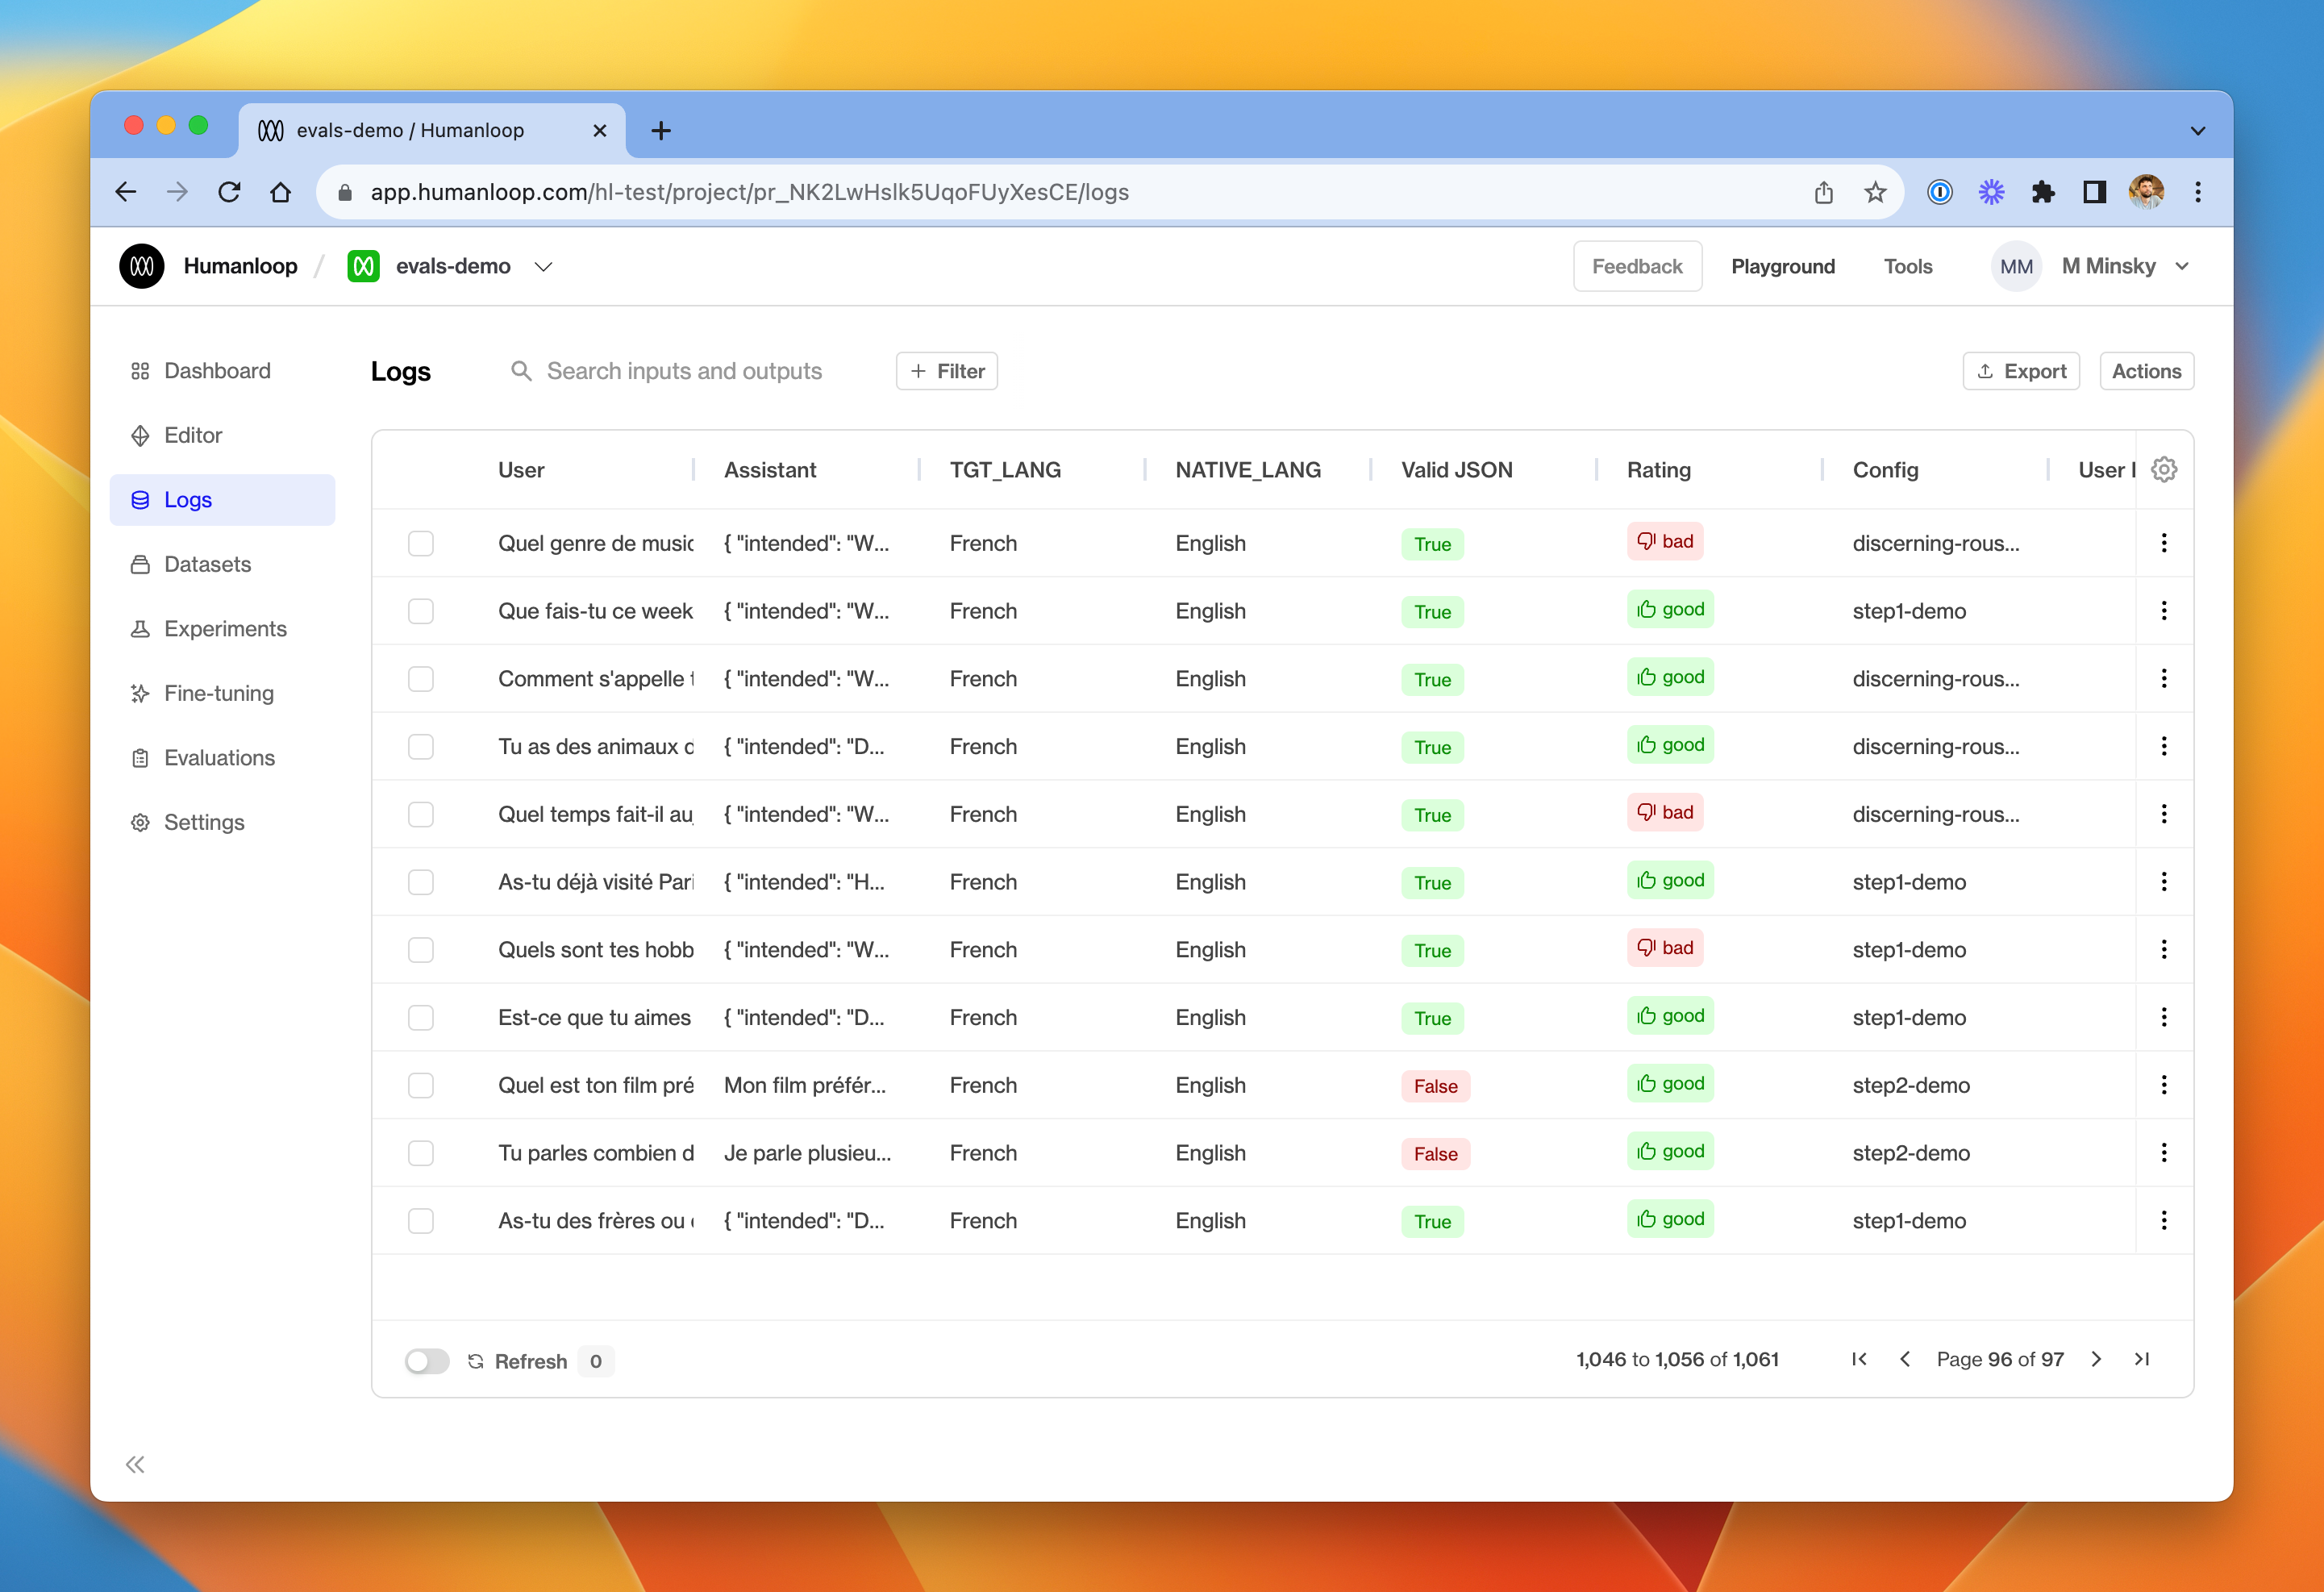 evals-demo / Humanloop
app.humanloop.com/hl-test/project/pr_NK2LwHslk5UqoFUyXesCE/logs
Humanloop / evals-demo
Feedback Playground Tools MM M Minsky
Dashboard
Editor
Logs
Datasets
Experiments
Fine-tuning
Evaluations
Settings
Logs Search inputs and outputs + Filter Export Actions
User Assistant TGT_LANG NATIVE_LANG Valid JSON Rating Config User
Quel genre de music { "intended": "W... French English True bad discerning-rous...
Que fais-tu ce week { "intended": "W... French English True good step1-demo
Comment s'appelle t { "intended": "W... French English True good discerning-rous...
Tu as des animaux d { "intended": "D... French English True good discerning-rous...
Quel temps fait-il au { "intended": "W... French English True bad discerning-rous...
As-tu déjà visité Pari { "intended": "H... French English True good step1-demo
Quels sont tes hobb { "intended": "W... French English True bad step1-demo
Est-ce que tu aimes { "intended": "D... French English True good step1-demo
Quel est ton film pré Mon film préfér... French English False good step2-demo
Tu parles combien d Je parle plusieu... French English False good step2-demo
As-tu des frères ou { "intended": "D... French English True good step1-demo
Refresh 0 1,046 to 1,056 of 1,061 Page 96 of 97